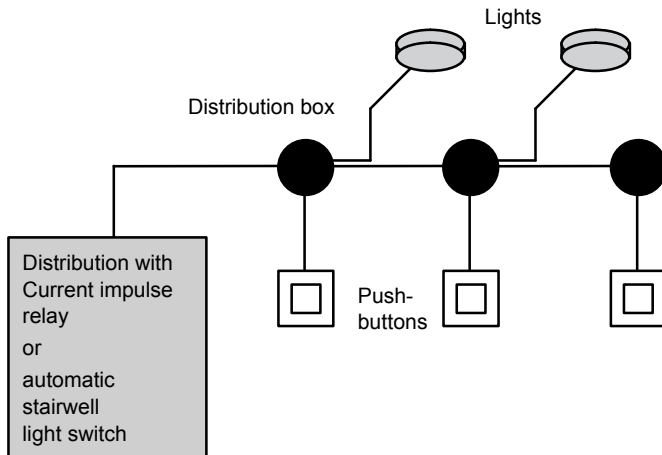 Lights
Distribution box
Distribution with
Current impulse
relay
or
automatic
stairwell
light switch
Push-
buttons